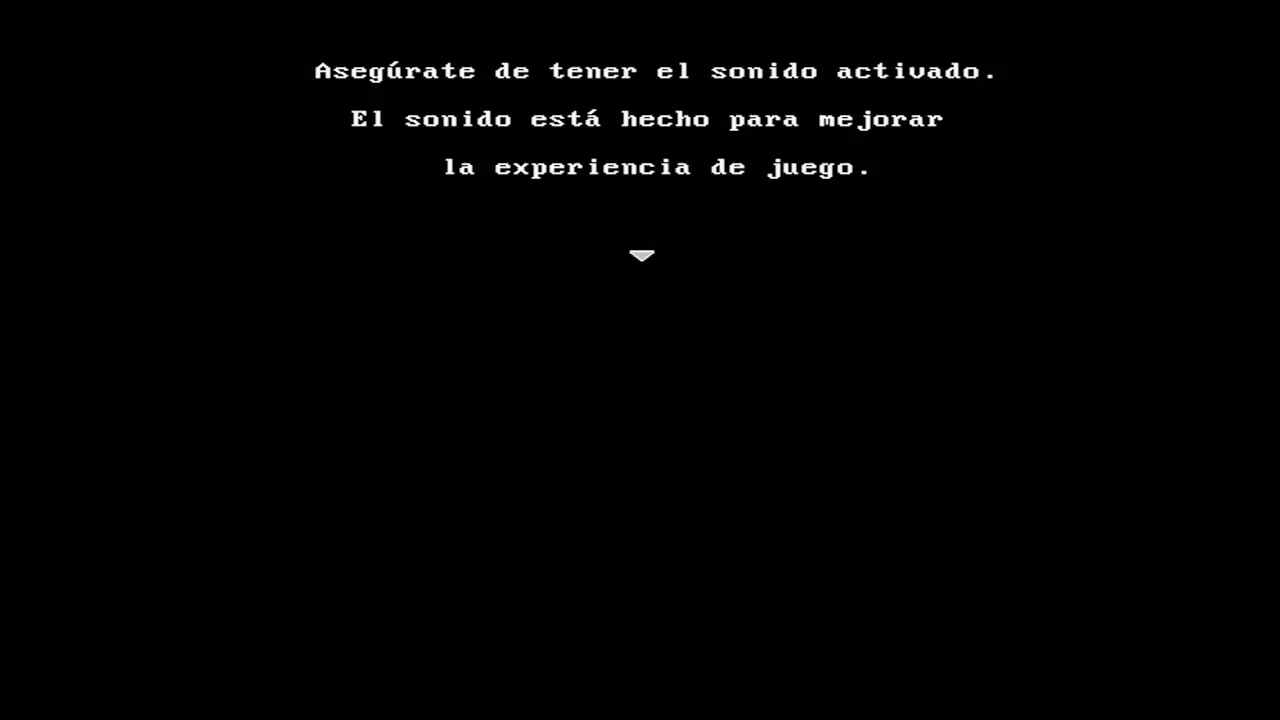 Asegúrate de tener el sonido activado.
El sonido está hecho para mejorar
la experiencia de juego.